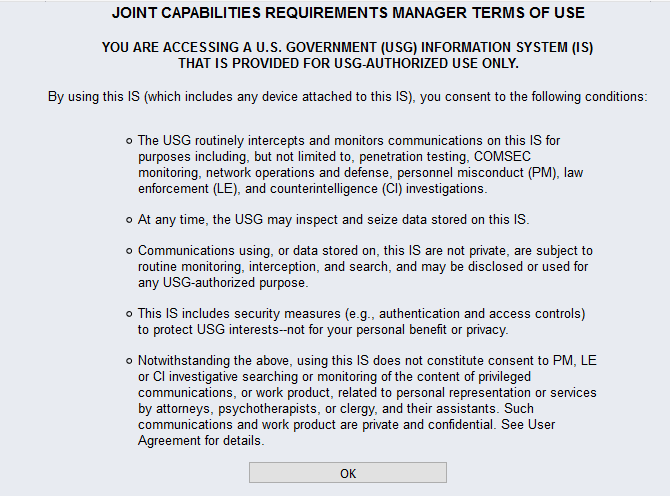 JOINT CAPABILITIES REQUIREMENTS MANAGER TERMS OF USE
YOU ARE ACCESSING A U.S. GOVERNMENT (USG) INFORMATION SYSTEM (IS)
THAT IS PROVIDED FOR USG-AUTHORIZED USE ONLY.
By using this IS (which includes any device attached to this IS), you consent to the following conditions:
The USG routinely intercepts and monitors communications on this IS for
purposes including, but not limited to, penetration testing, COMSEC
monitoring, network operations and defense, personnel misconduct (PM), law
enforcement (LE), and counterintelligence (CI) investigations.
At any time, the USG may inspect and seize data stored on this IS.
Communications using, or data stored on, this IS are not private, are subject to
routine monitoring, interception, and search, and may be disclosed or used for
any USG-authorized purpose.
This IS includes security measures (e.g., authentication and access controls)
to protect USG interests--not for your personal benefit or privacy.
Notwithstanding the above, using this IS does not constitute consent to PM, LE
or CI investigative searching or monitoring of the content of privileged
communications, or work product, related to personal representation or services
by attorneys, psychotherapists, or clergy, and their assistants. Such
communications and work product are private and confidential. See User
Agreement for details.
OK